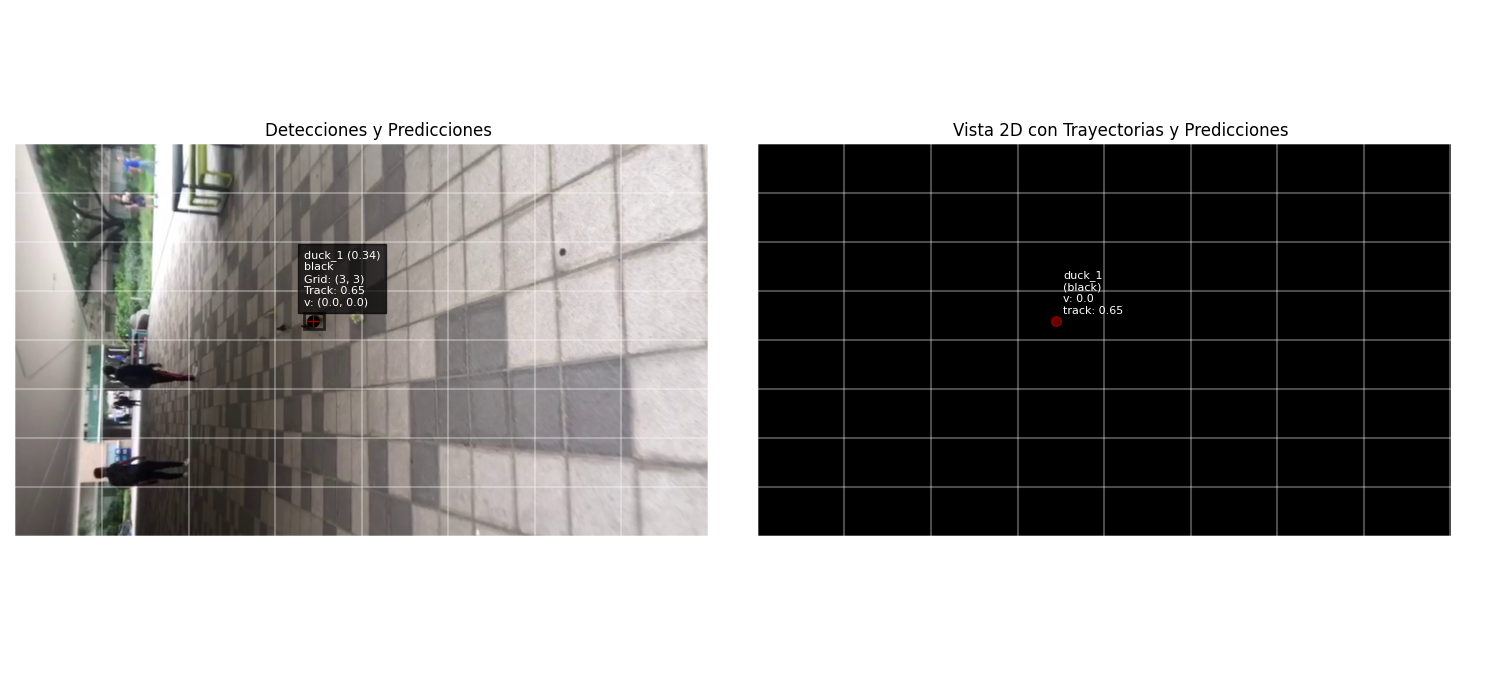 Detecciones y Predicciones
duck_1 (0.34)
black
Grid: (3, 3)
Track: 0.65
v: (0.0, 0.0)
Vista 2D con Trayectorias y Predicciones
duck_1
(black)
v: 0.0
track: 0.65